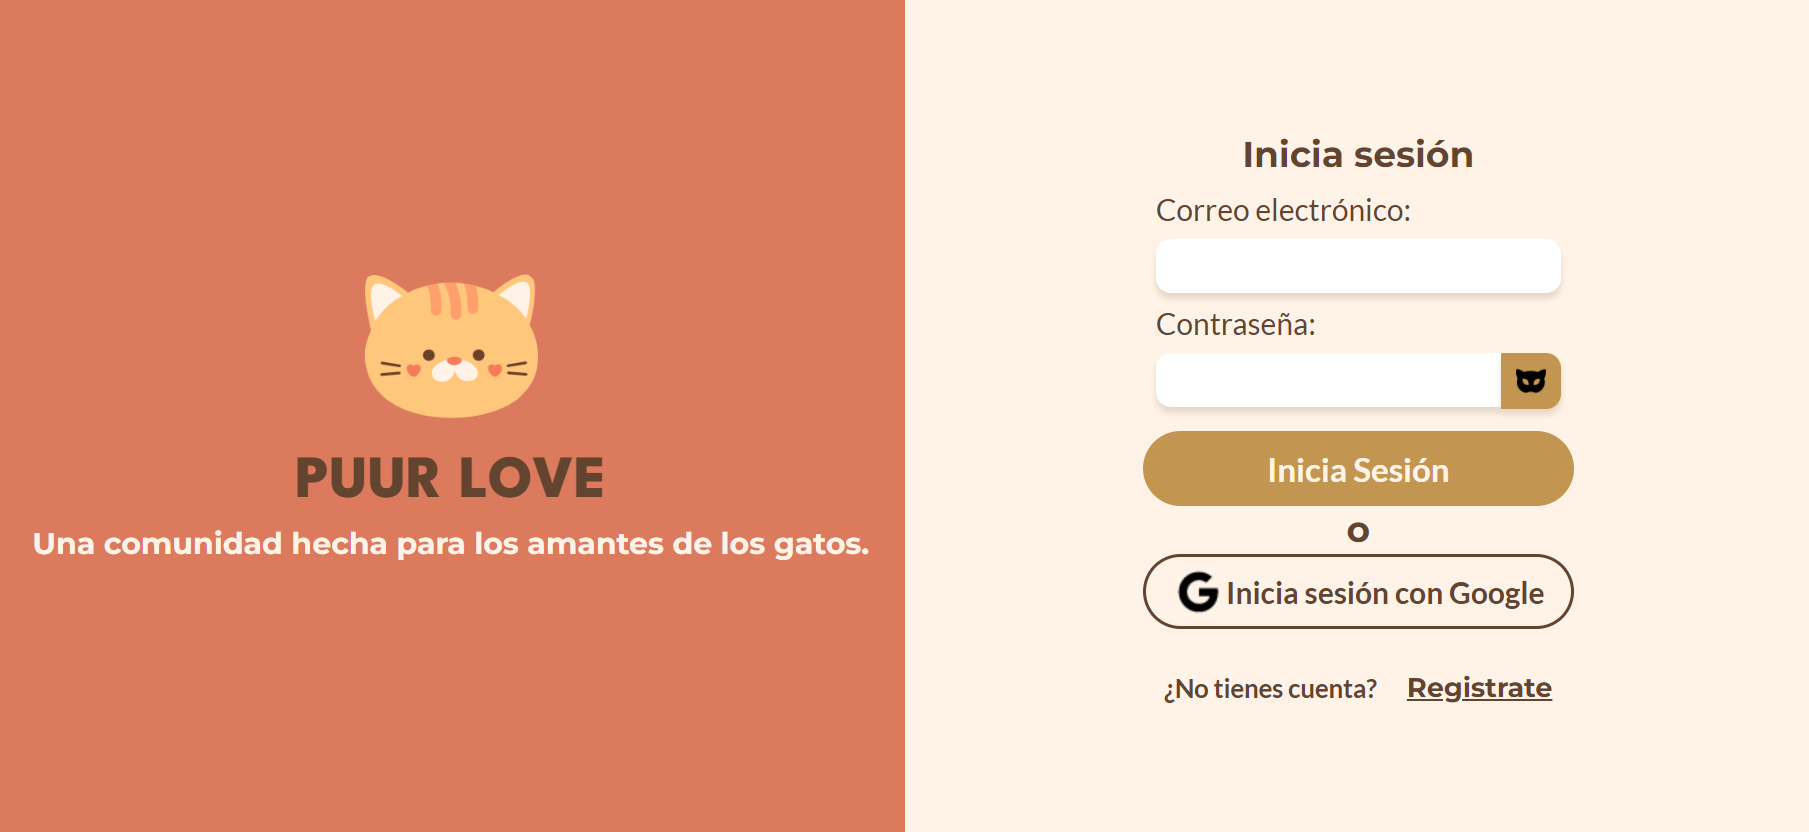 PUUR LOVE
Una comunidad hecha para los amantes de los gatos.
Inicia sesión
Correo electrónico:
Contraseña:
Inicia Sesión
o
Inicia sesión con Google
¿No tienes cuenta? Registrate